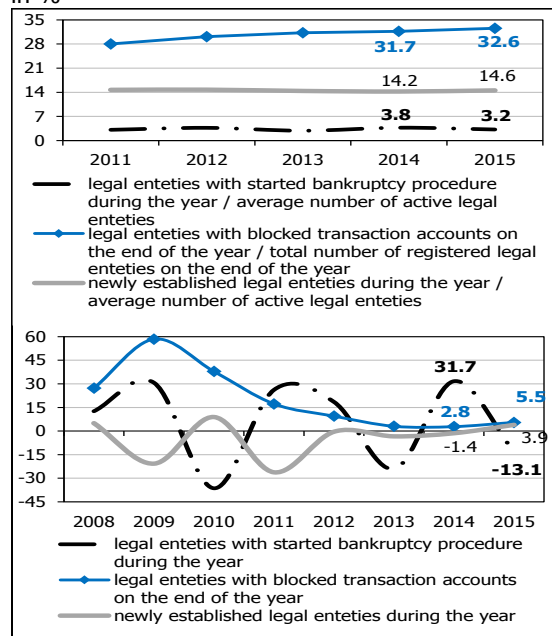 35
28
21
14
7
0
31.7
32.6
14.2
14.6
3.8
3.2
2011 2012 2013 2014 2015
legal enteties with started bankruptcy procedure
during the year / average number of active legal
enteties
legal enteties with blocked transaction accounts on
the end of the year / total number of registered legal
enteties on the end of the year
newly established legal enteties during the year /
average number of active legal enteties
60
45
30
15
0
-15
-30
-45
31.7
5.5
2.8
3.9
-1.4
-13.1
2008 2009 2010 2011 2012 2013 2014 2015
legal enteties with started bankruptcy procedure
during the year
legal enteties with blocked transaction accounts
on the end of the year
newly established legal enteties during the year